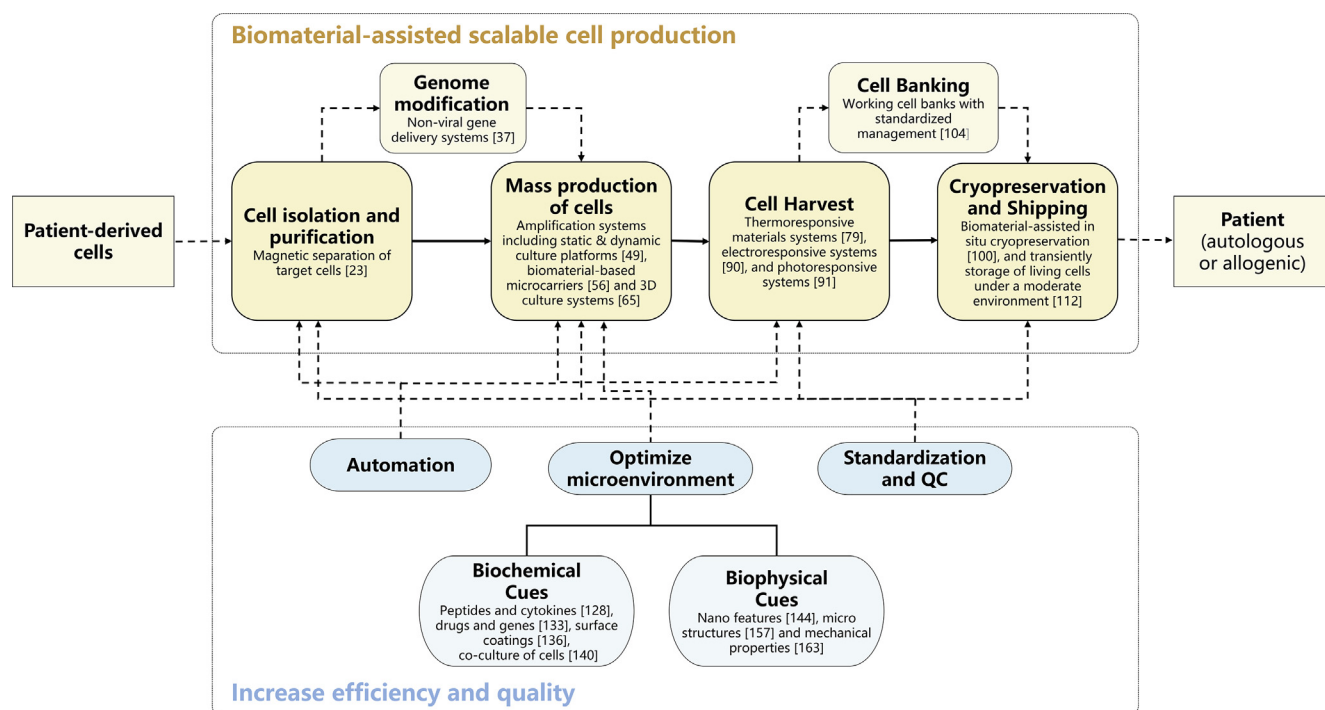 Biomaterial-assisted scalable cell production
Genome
modification
Non-viral gene
delivery systems [37]
Cell Banking
Working cell banks with
standardized
management [104]
Patient-derived
cells
Cell isolation and
purification
Magnetic separation of
target cells [23]
Mass production
of cells
Amplification systems
including static & dynamic
culture platforms [49],
biomaterial-based
microcarriers [56] and 3D
culture systems [65]
Cell Harvest
Thermoresponsive
materials systems [79],
electroresponsive systems
[90], and photoresponsive
systems [91]
Cryopreservation
and Shipping
Biomaterial-assisted in
situ cryopreservation
[100], and transiently
storage of living cells
under a moderate
environment [112]
Patient
(autologous
or allogenic)
Automation
Optimize
microenvironment
Standardization
and QC
Biochemical
Cues
Peptides and cytokines [128],
drugs and genes [133], surface
coatings [136],
co-culture of cells [140]
Biophysical
Cues
Nano features [144], micro
structures [157] and mechanical
properties [163]
Increase efficiency and quality